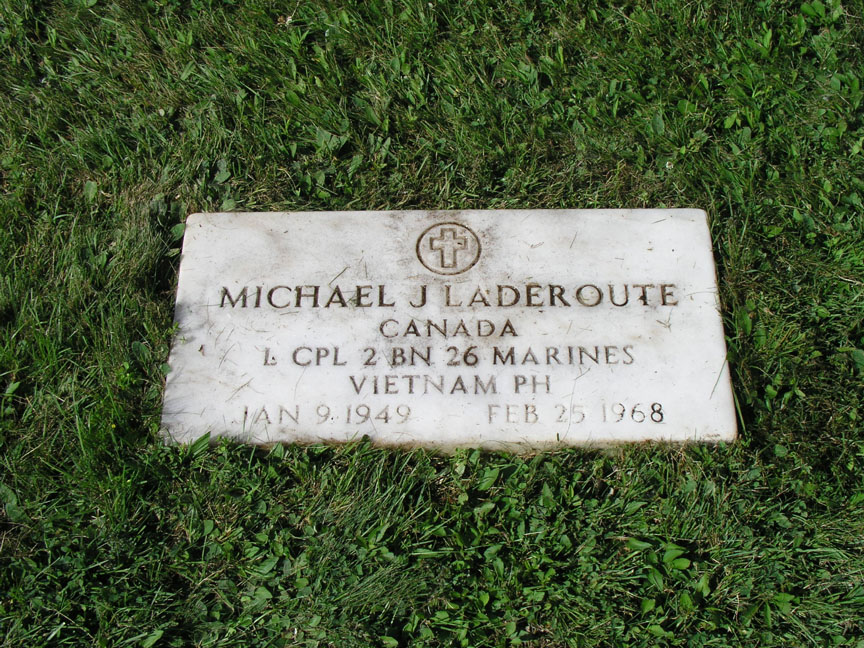 MICHAEL J LADEROUTE
CANADA
L CPL 2 BN 26 MARINES
VIETNAM PH
JAN 9 1949 FEB 25 1968